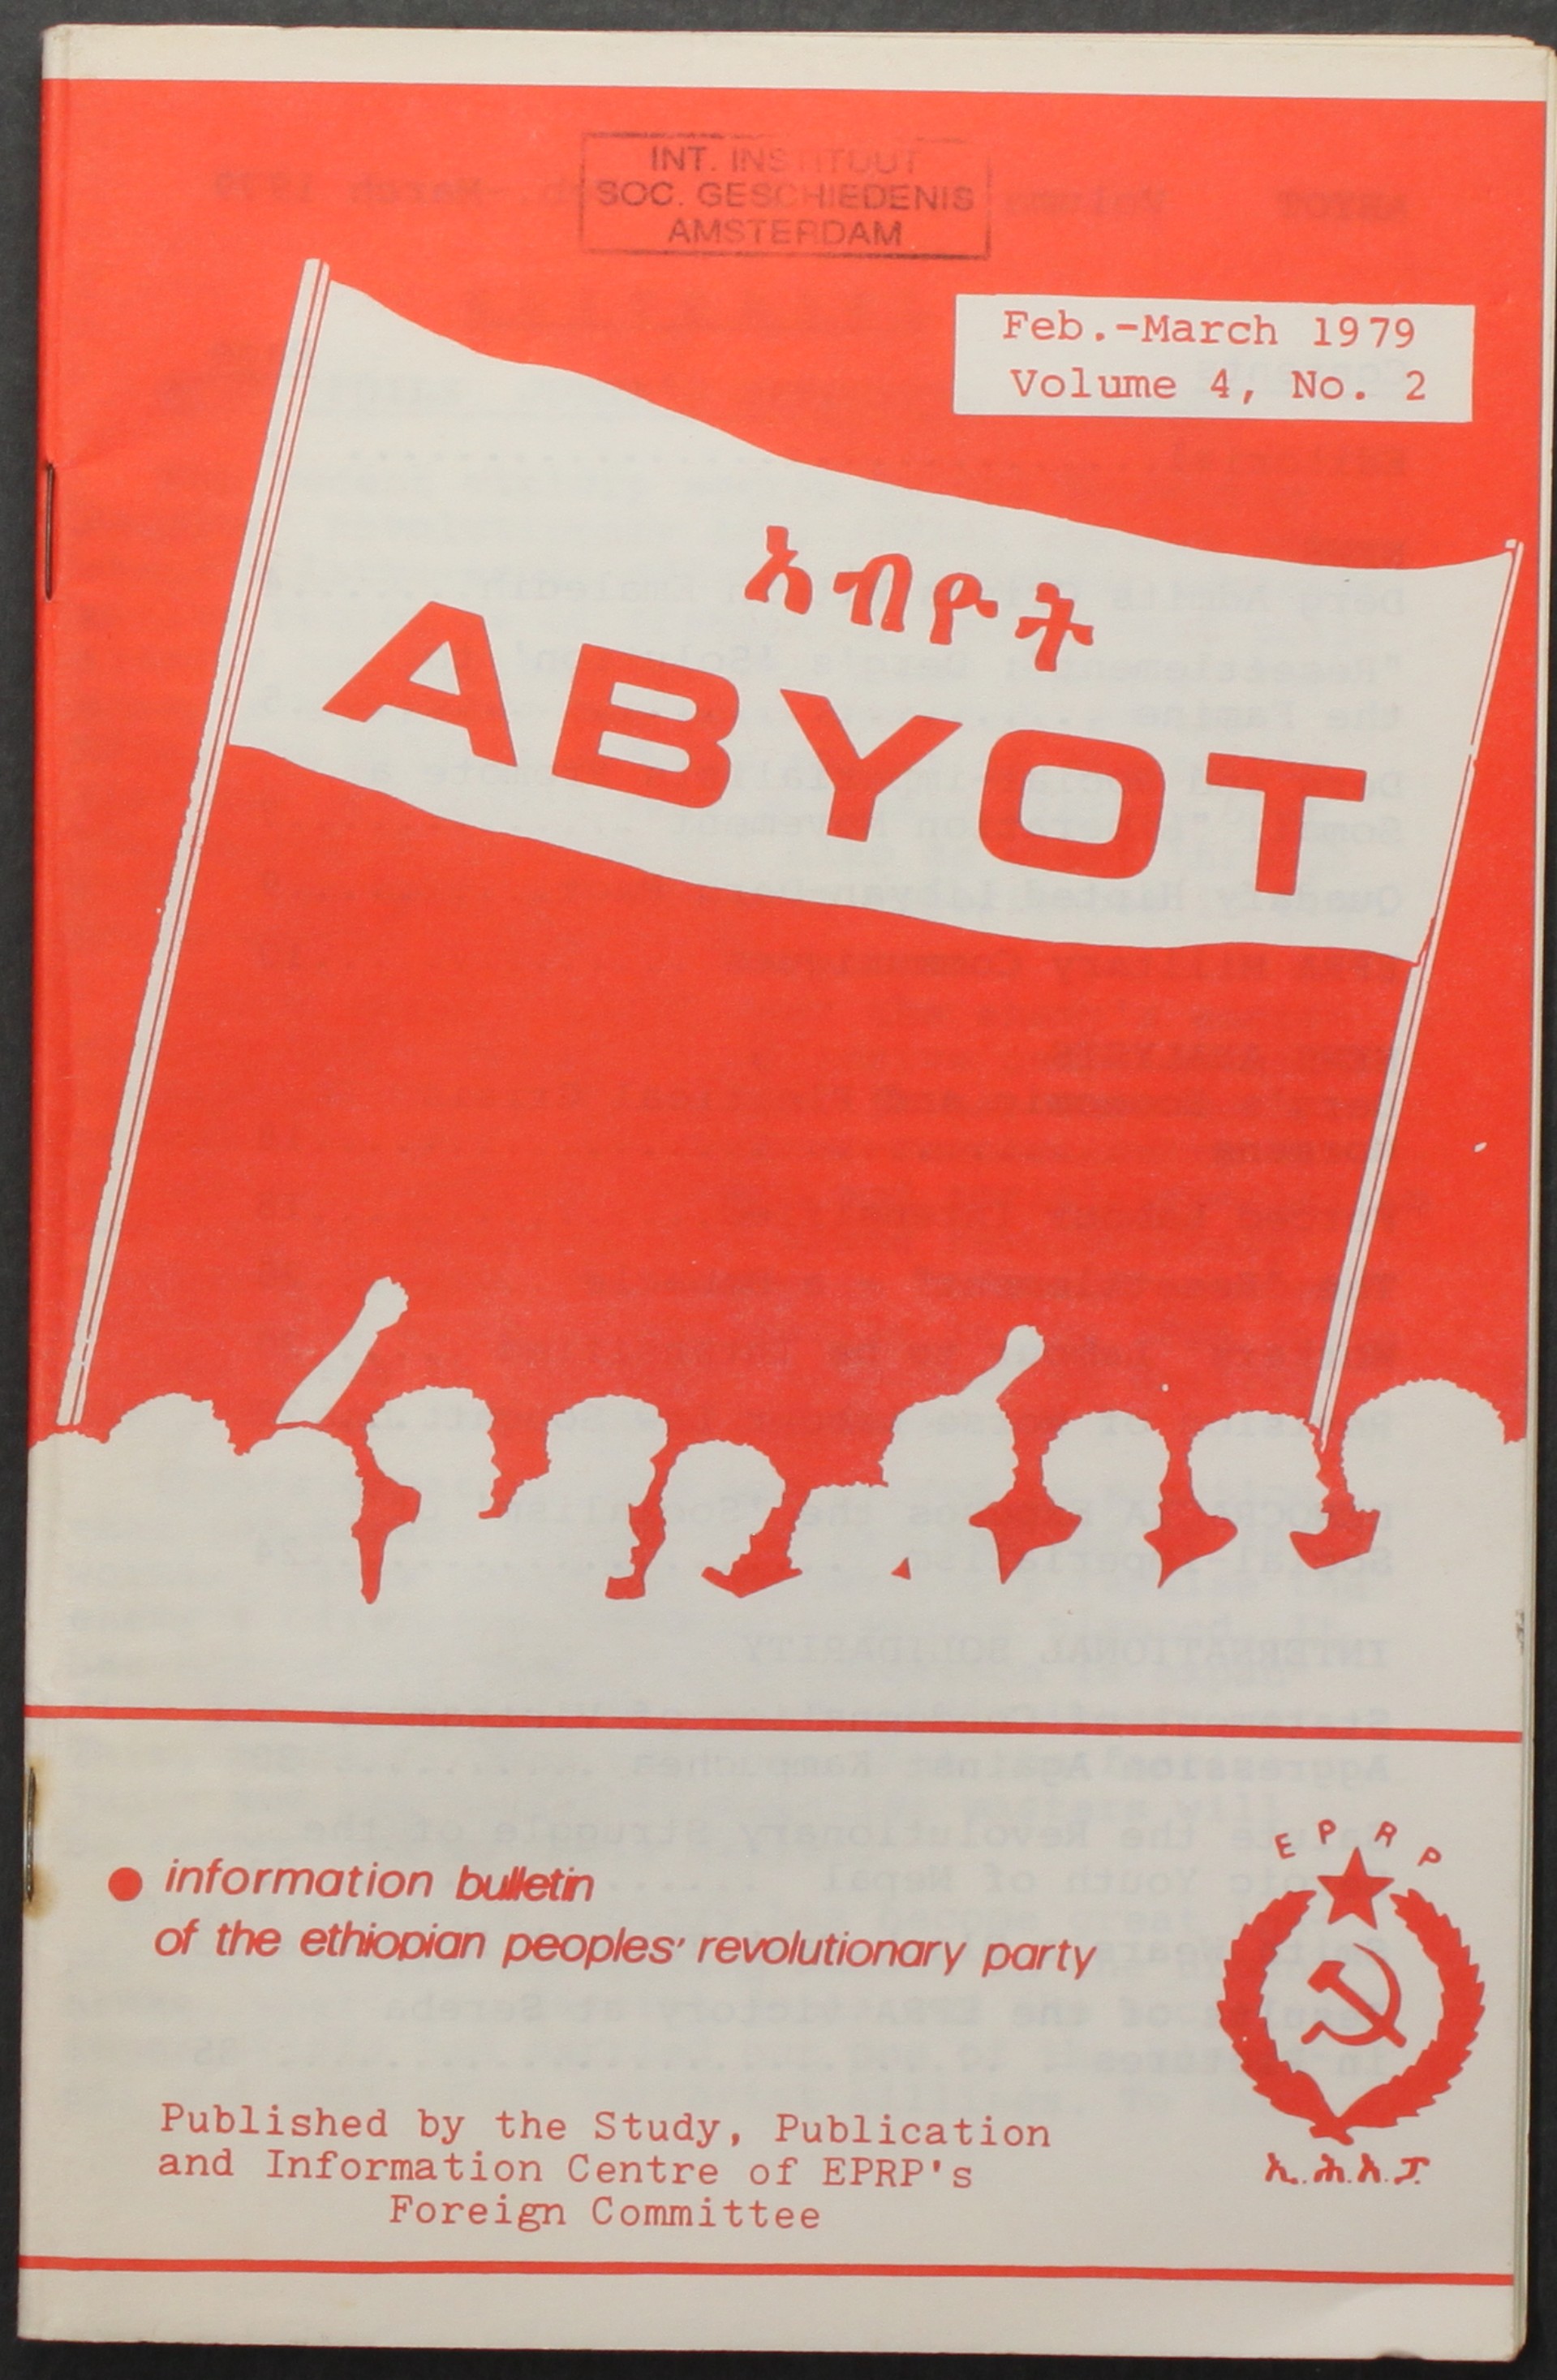 INT. INSTITUUT
SOC. GESCHIEDENIS
AMSTERDAM
Feb.-March 1979
Volume 4, No. 2
አብዮት
ABYOT
information bulletin
of the ethiopian peoples' revolutionary party
E P R P
Published by the Study, Publication
and Information Centre of EPRP's
Foreign Committee
ኢ.ሕ.አ.ፓ.